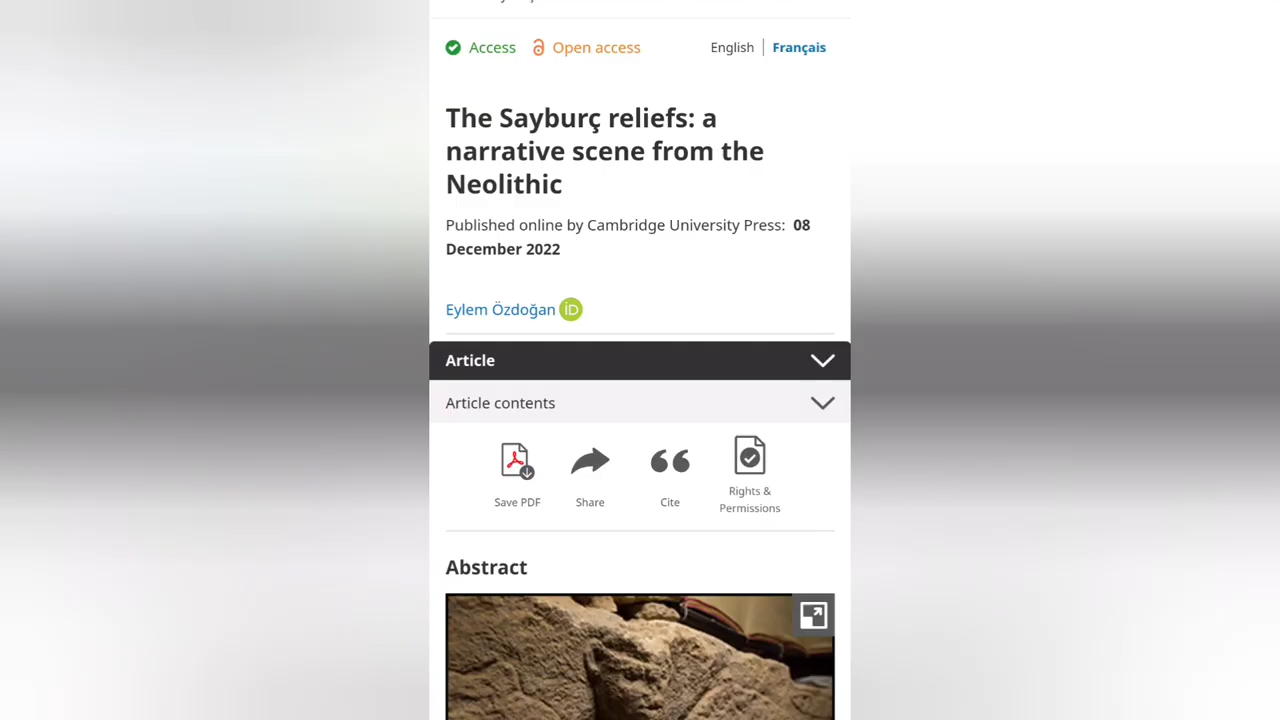 Access Open access English Français
The Sayburç reliefs: a
narrative scene from the
Neolithic
Published online by Cambridge University Press: 08
December 2022
Eylem Özdoğan iD
Article
Article contents
Save PDF Share Cite Rights &
Permissions
Abstract